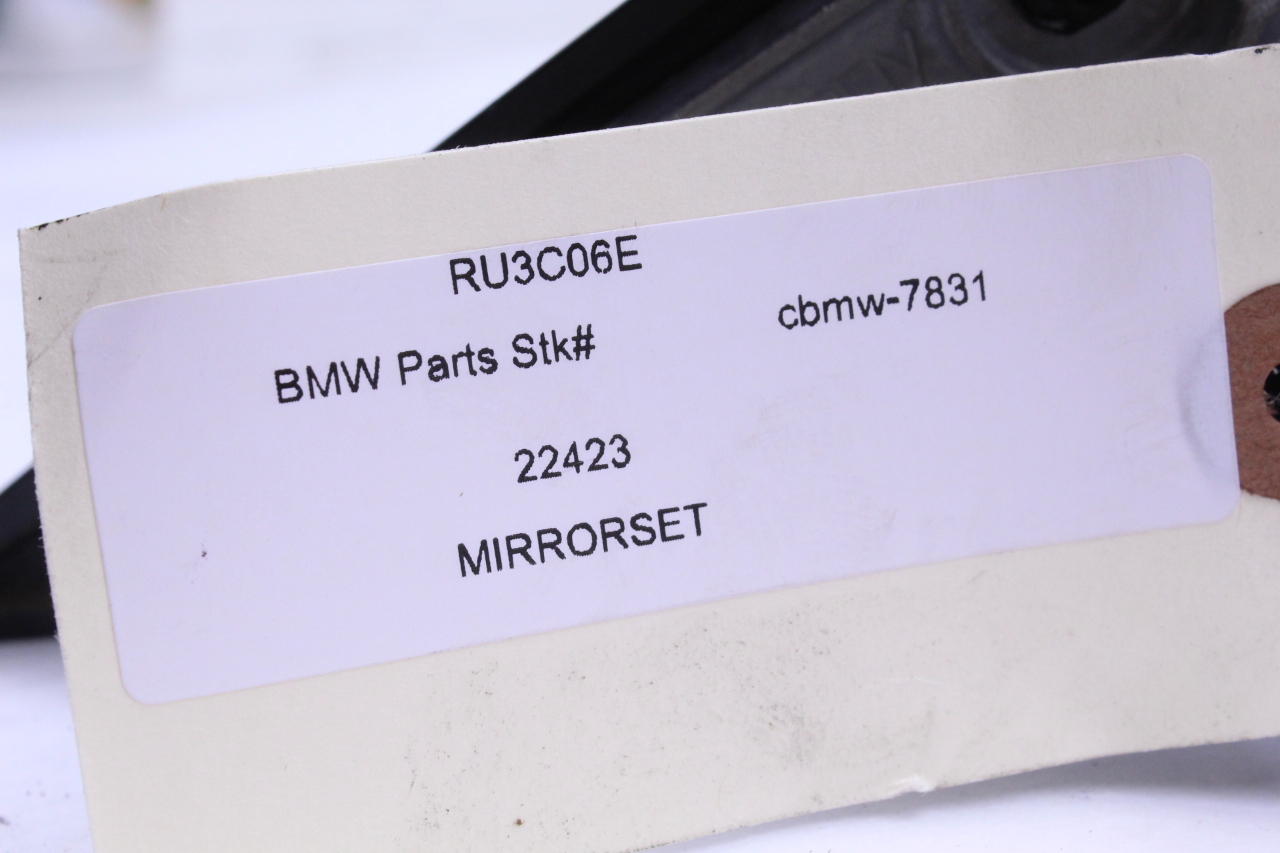 RU3C06E
BMW Parts Stk# cbmw-7831
22423
MIRRORSET